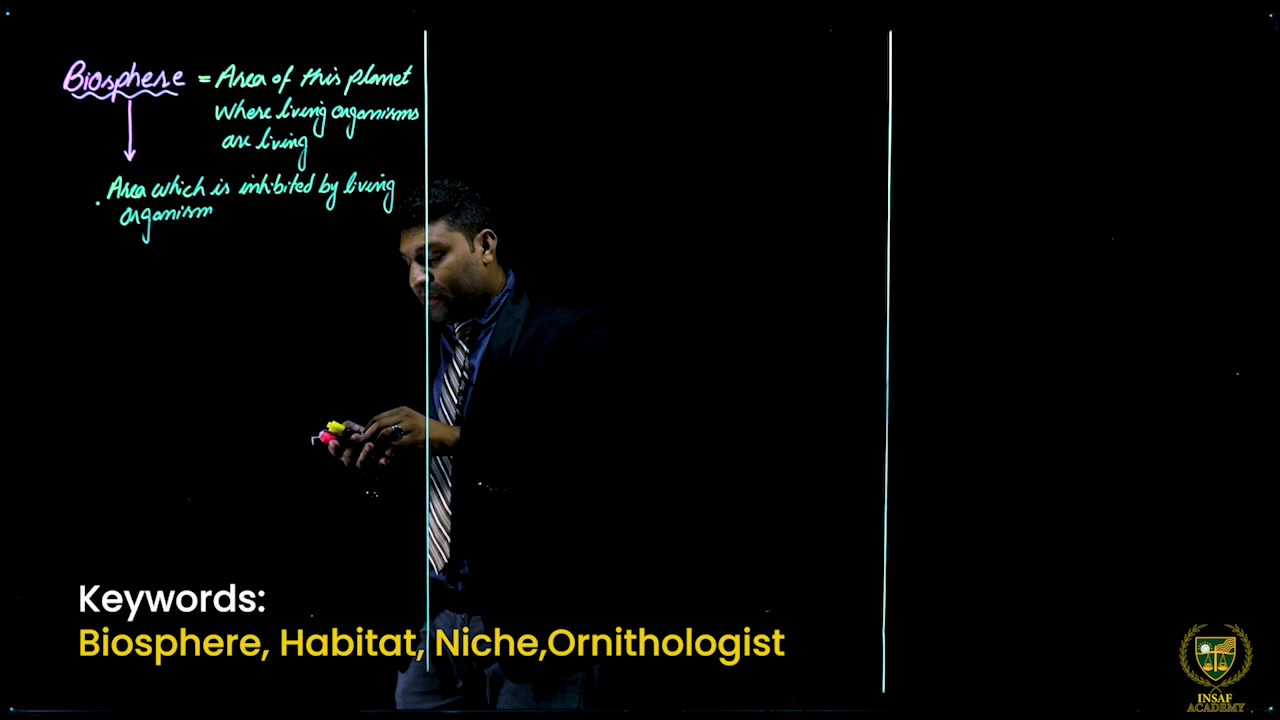 Biosphere = Area of this planet
where living organisms
are living
. Area which is inhibited by living
organism
Keywords:
Biosphere, Habitat, Niche,Ornithologist
INSAF
ACADEMY